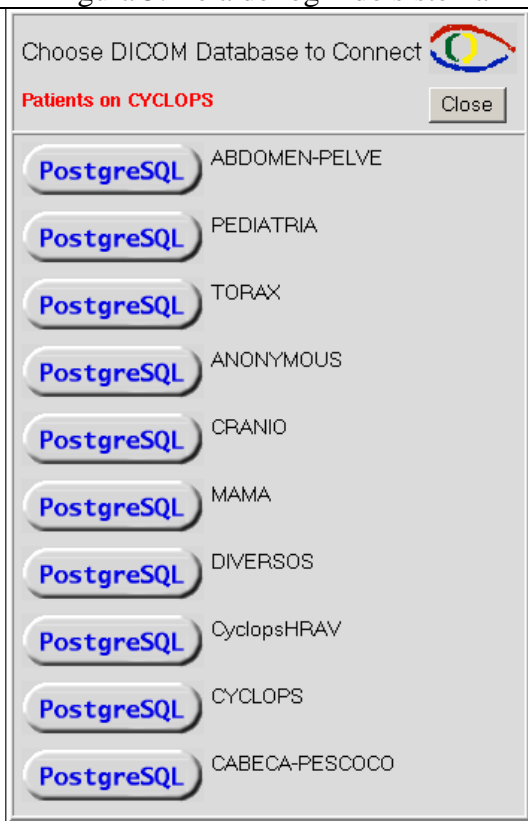 Choose DICOM Database to Connect
Patients on CYCLOPS
Close
PostgreSQL ABDOMEN-PELVE
PostgreSQL PEDIATRIA
PostgreSQL TORAX
PostgreSQL ANONYMOUS
PostgreSQL CRANIO
PostgreSQL MAMA
PostgreSQL DIVERSOS
PostgreSQL CyclopsHRAV
PostgreSQL CYCLOPS
PostgreSQL CABECA-PESCOCO